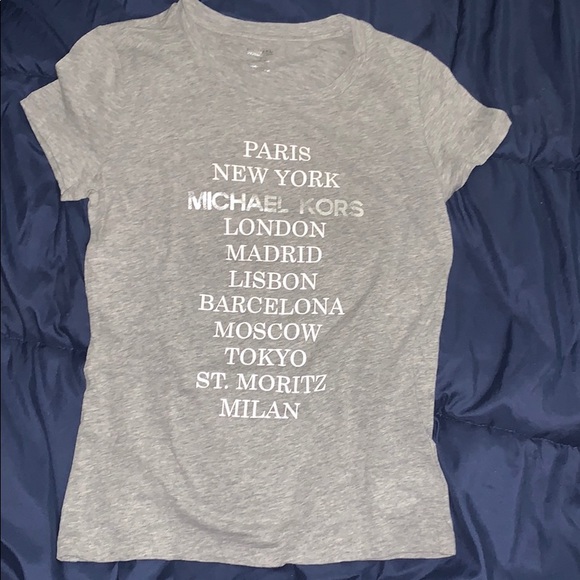 PARIS
NEW YORK
MICHAEL KORS
LONDON
MADRID
LISBON
BARCELONA
MOSCOW
TOKYO
ST. MORITZ
MILAN